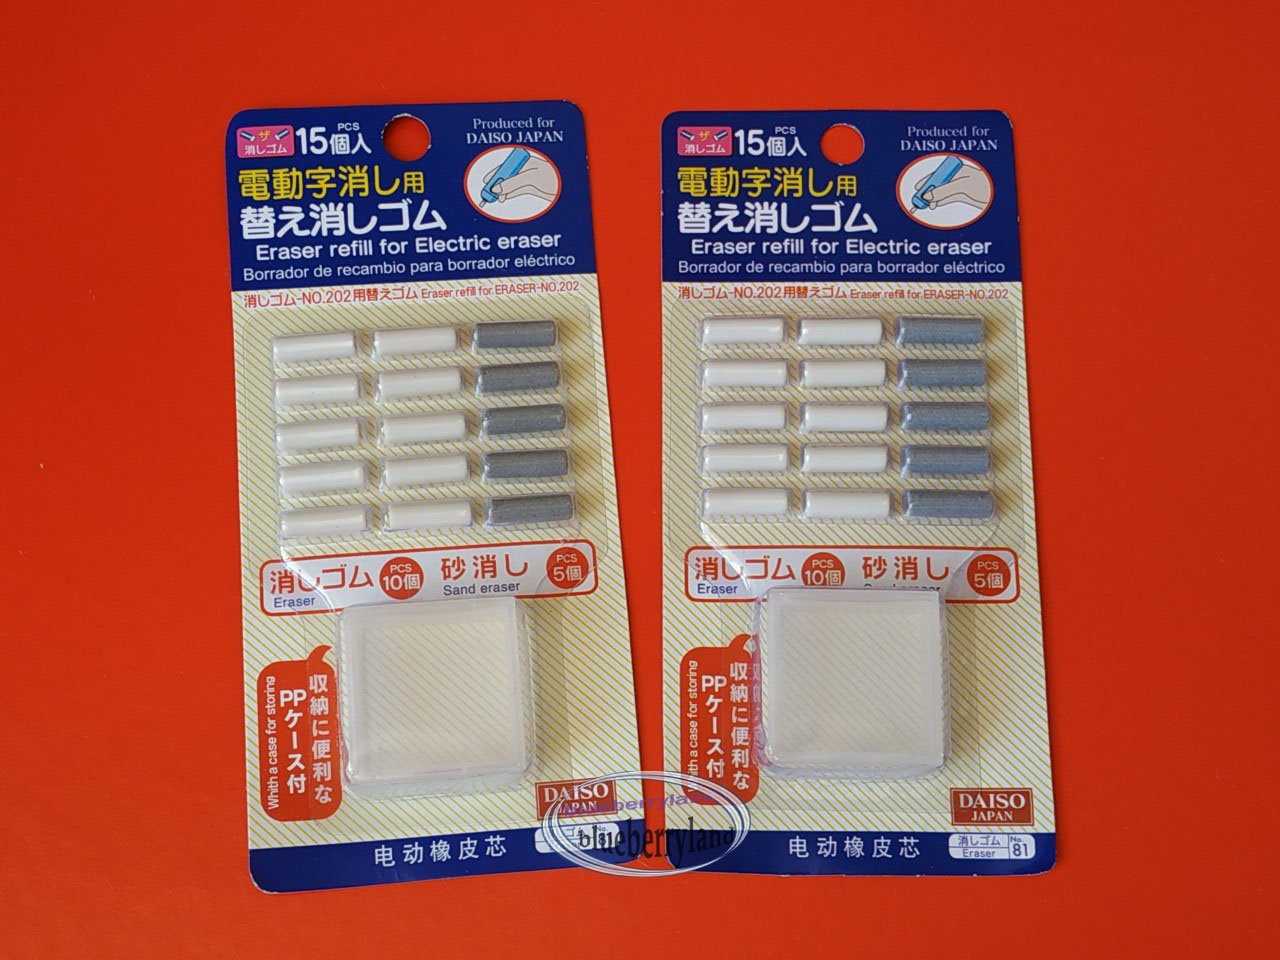 ザ
消しゴム
15個入
PCS
Produced for
DAISO JAPAN
電動字消し用
替え消しゴム
Eraser refill for Electric eraser
Borrador de recambio para borrador eléctrico
消しゴム-NO.202用替えゴム Eraser refill for ERASER-NO.202
消しゴム
Eraser
PCS
10個
砂消し
Sand eraser
PCS
5個
収納に便利な
PPケース付
Whith a case for storing
DAISO
JAPAN
电动橡皮芯
ザ
消しゴム
15個入
PCS
Produced for
DAISO JAPAN
電動字消し用
替え消しゴム
Eraser refill for Electric eraser
Borrador de recambio para borrador eléctrico
消しゴム-NO.202用替えゴム Eraser refill for ERASER-NO.202
消しゴム
Eraser
PCS
10個
砂消し
Sand eraser
PCS
5個
収納に便利な
PPケース付
Whith a case for storing
DAISO
JAPAN
电动橡皮芯
消しゴム
Eraser
No.
81
blueberryland